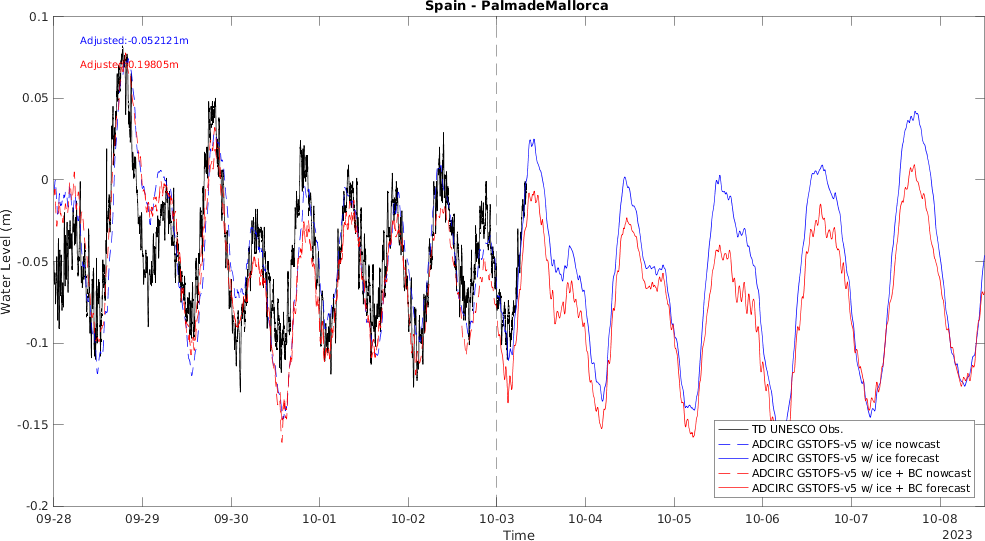 Spain - PalmadeMallorca
Adjusted:-0.052121m
Adjusted:0.19805m
0.1
0.05
0
-0.05
-0.1
-0.15
-0.2
Water Level (m)
TD UNESCO Obs.
ADCIRC GSTOFS-v5 w/ ice nowcast
ADCIRC GSTOFS-v5 w/ ice forecast
ADCIRC GSTOFS-v5 w/ ice + BC nowcast
ADCIRC GSTOFS-v5 w/ ice + BC forecast
09-28 09-29 09-30 10-01 10-02 10-03 10-04 10-05 10-06 10-07 10-08
Time
2023